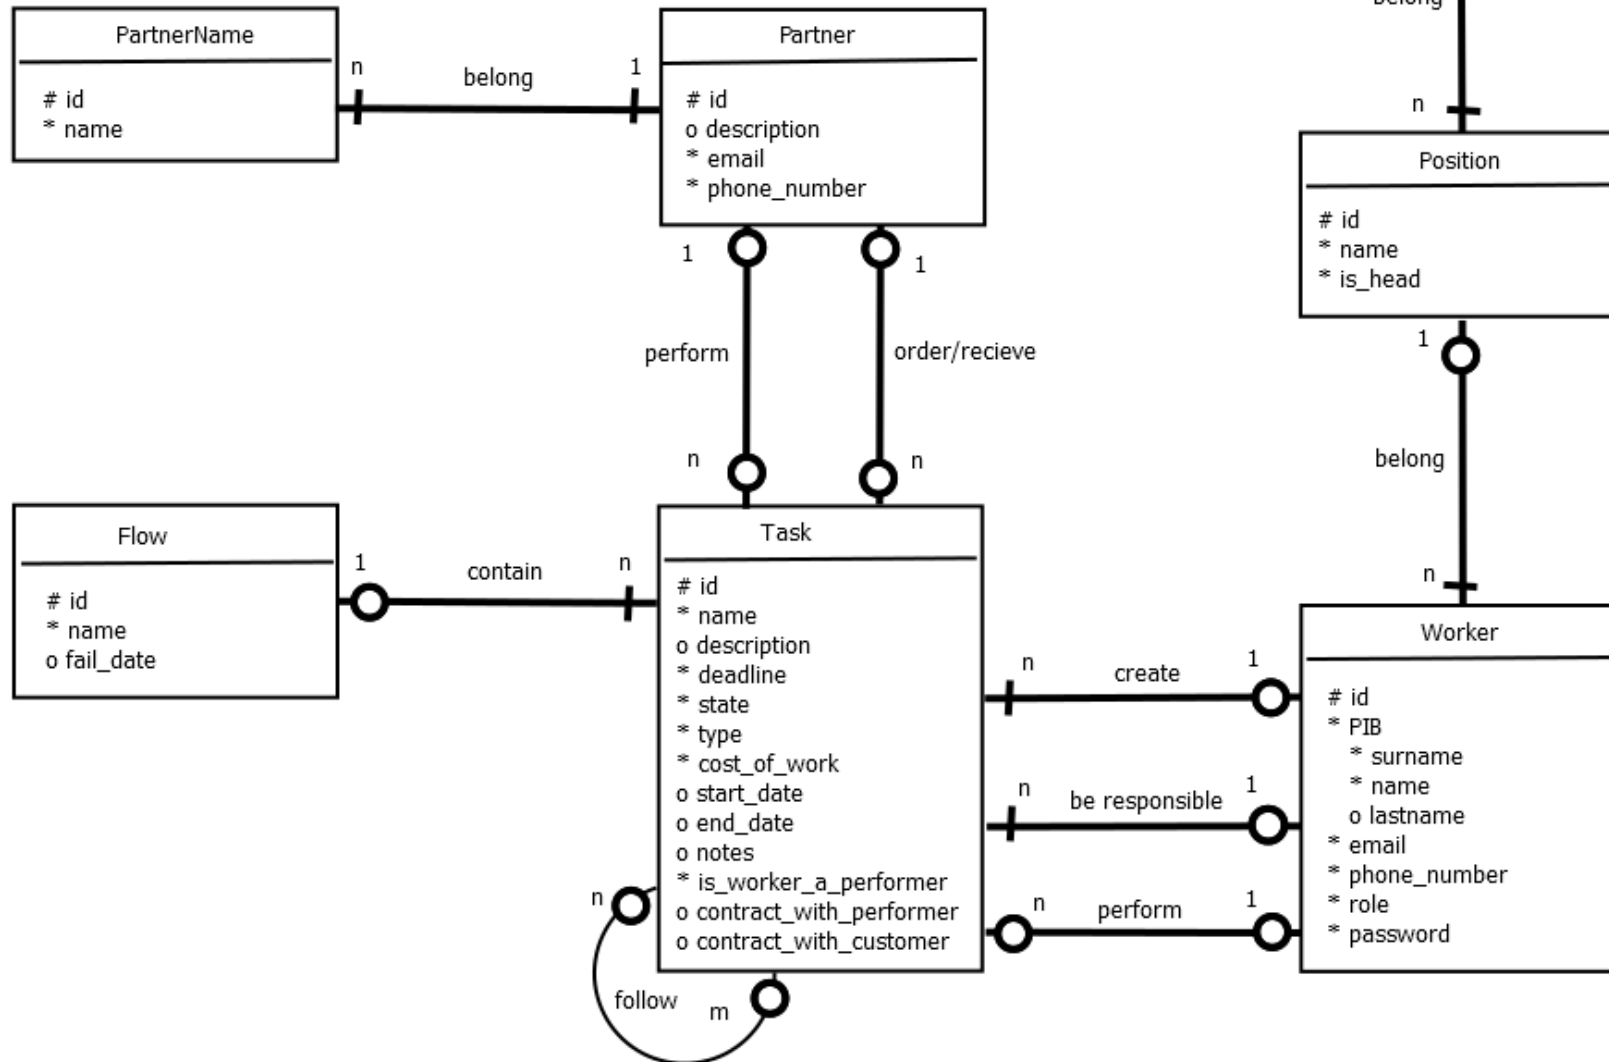 PartnerName
# id
* name
n
belong
1
Partner
# id
o description
* email
* phone_number
belong
n
Position
# id
* name
* is_head
1
1
perform
order/recieve
n
n
1
belong
n
Flow
# id
* name
o fail_date
1
contain
n
Task
# id
* name
o description
* deadline
* state
* type
* cost_of_work
o start_date
o end_date
o notes
* is_worker_a_performer
o contract_with_performer
o contract_with_customer
n
follow
m
n
create
1
n
be responsible
1
n
perform
1
Worker
# id
* PIB
* surname
* name
o lastname
* email
* phone_number
* role
* password